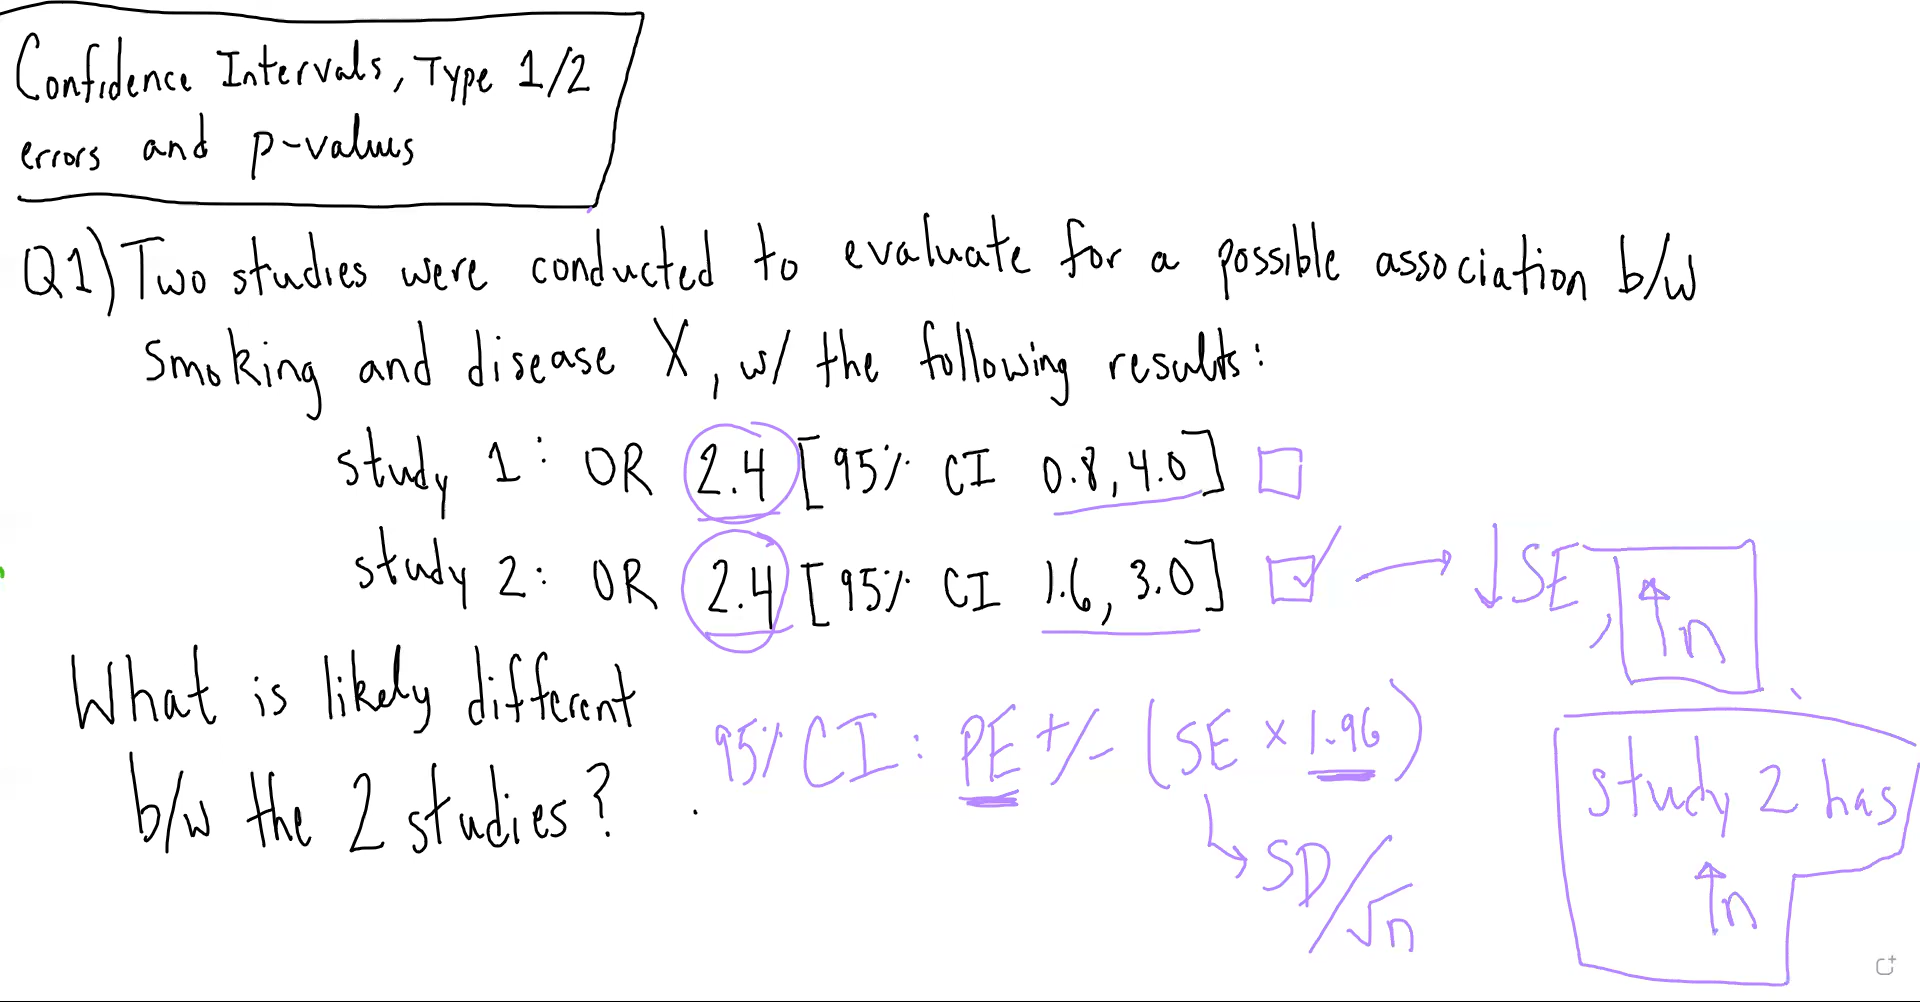 Confidence Intervals, Type 1/2
errors and p-values
Q1) Two studies were conducted to evaluate for a possible association b/w
smoking and disease X, w/ the following results:
study 1: OR 2.4 [95% CI 0.8, 4.0]
study 2: OR 2.4 [95% CI 1.6, 3.0] → ↓SE, ↑n
What is likely different
b/w the 2 studies?
95% CI: PE +/- (SE x 1.96)
↳ SD/√n
study 2 has
↑n